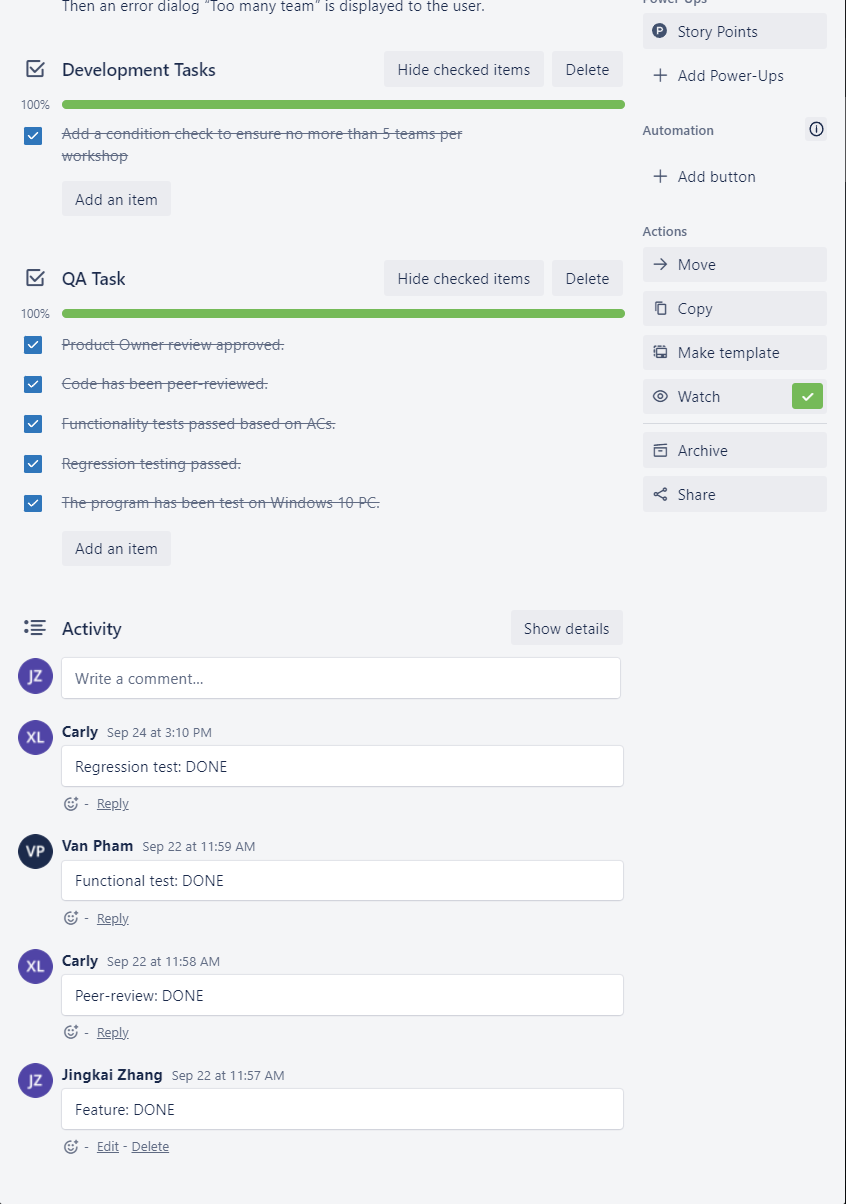 Then an error dialog “Too many team” is displayed to the user.
Power-Ups
P Story Points
Add Power-Ups
Automation
Add button
Actions
Move
Copy
Make template
Watch
Archive
Share
Development Tasks Hide checked items Delete
100%
Add a condition check to ensure no more than 5 teams per
workshop
Add an item
QA Task Hide checked items Delete
100%
Product Owner review approved.
Code has been peer-reviewed.
Functionality tests passed based on ACs.
Regression testing passed.
The program has been test on Windows 10 PC.
Add an item
Activity Show details
JZ Write a comment...
XL Carly Sep 24 at 3:10 PM
Regression test: DONE
- Reply
VP Van Pham Sep 22 at 11:59 AM
Functional test: DONE
- Reply
XL Carly Sep 22 at 11:58 AM
Peer-review: DONE
- Reply
JZ Jingkai Zhang Sep 22 at 11:57 AM
Feature: DONE
- Edit - Delete